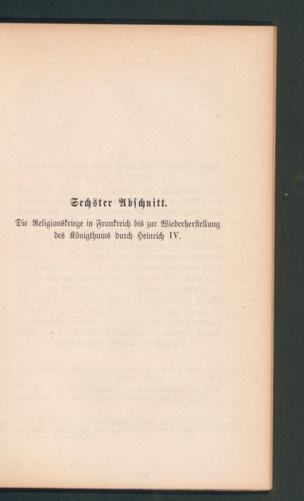 Sechster Abschnitt.
Die Religionskriege in Frankreich bis zur Wiederherstellung
des Königthums durch Heinrich IV.